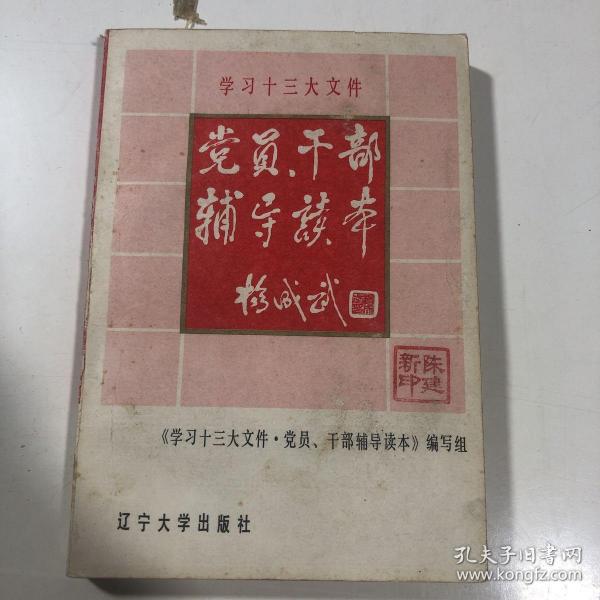 学习十三大文件
党员、干部
辅导读本
杨成武
陈建
新印
《学习十三大文件·党员、干部辅导读本》编写组
辽宁大学出版社
孔夫子旧书网
www.kongfz.com